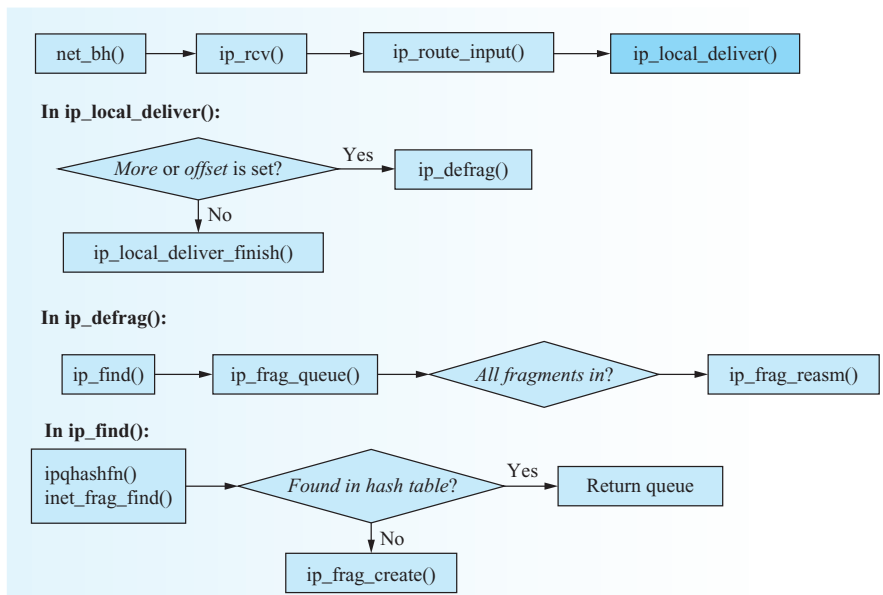 net_bh()
ip_rcv()
ip_route_input()
ip_local_deliver()
In ip_local_deliver():
More or offset is set?
Yes
ip_defrag()
No
ip_local_deliver_finish()
In ip_defrag():
ip_find()
ip_frag_queue()
All fragments in?
ip_frag_reasm()
In ip_find():
ipqhashfn()
inet_frag_find()
Found in hash table?
Yes
Return queue
No
ip_frag_create()